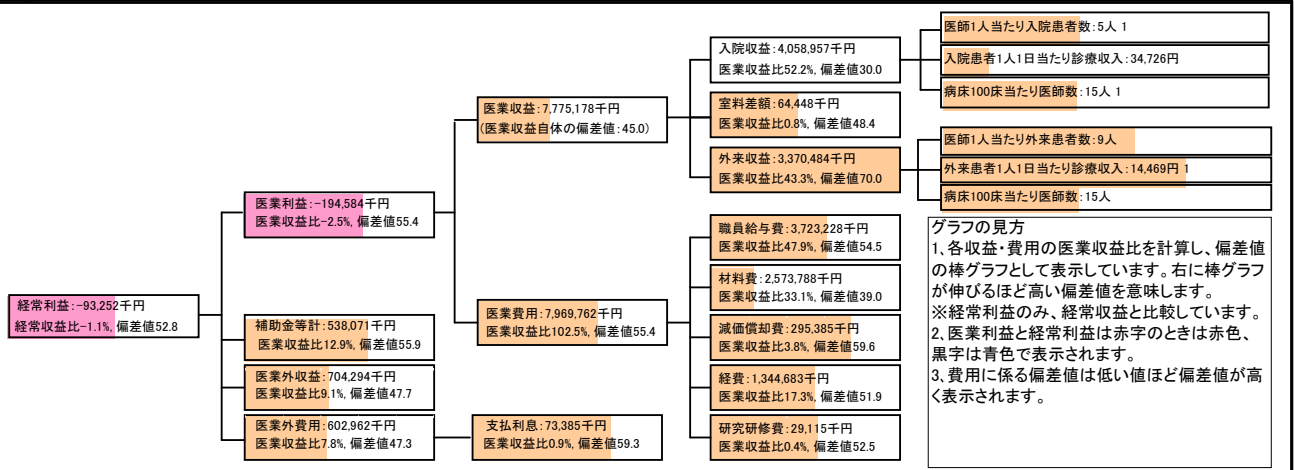 経常利益:-93,252千円
経常収益比-1.1%, 偏差値52.8
医業利益:-194,584千円
医業収益比-2.5%, 偏差値55.4
補助金等計:538,071千円
医業収益比12.9%, 偏差値55.9
医業外収益:704,294千円
医業収益比9.1%, 偏差値47.7
医業外費用:602,962千円
医業収益比7.8%, 偏差値47.3
支払利息:73,385千円
医業収益比0.9%, 偏差値59.3
医業収益:7,775,178千円
(医業収益自体の偏差値:45.0)
医業費用:7,969,762千円
医業収益比102.5%, 偏差値55.4
入院収益:4,058,957千円
医業収益比52.2%, 偏差値30.0
室料差額:64,448千円
医業収益比0.8%, 偏差値48.4
外来収益:3,370,484千円
医業収益比43.3%, 偏差値70.0
職員給与費:3,723,228千円
医業収益比47.9%, 偏差値54.5
材料費:2,573,788千円
医業収益比33.1%, 偏差値39.0
減価償却費:295,385千円
医業収益比3.8%, 偏差値59.6
経費:1,344,683千円
医業収益比17.3%, 偏差値51.9
研究研修費:29,115千円
医業収益比0.4%, 偏差値52.5
医師1人当たり入院患者数:5人 1
入院患者1人1日当たり診療収入:34,726円
病床100床当たり医師数:15人 1
医師1人当たり外来患者数:9人
外来患者1人1日当たり診療収入:14,469円 1
病床100床当たり医師数:15人
グラフの見方
1、各収益・費用の医業収益比を計算し、偏差値
の棒グラフとして表示しています。右に棒グラフ
が伸びるほど高い偏差値を意味します。
※経常利益のみ、経常収益と比較しています。
2、医業利益と経常利益は赤字のときは赤色、
黒字は青色で表示されます。
3、費用に係る偏差値は低い値ほど偏差値が高
く表示されます。